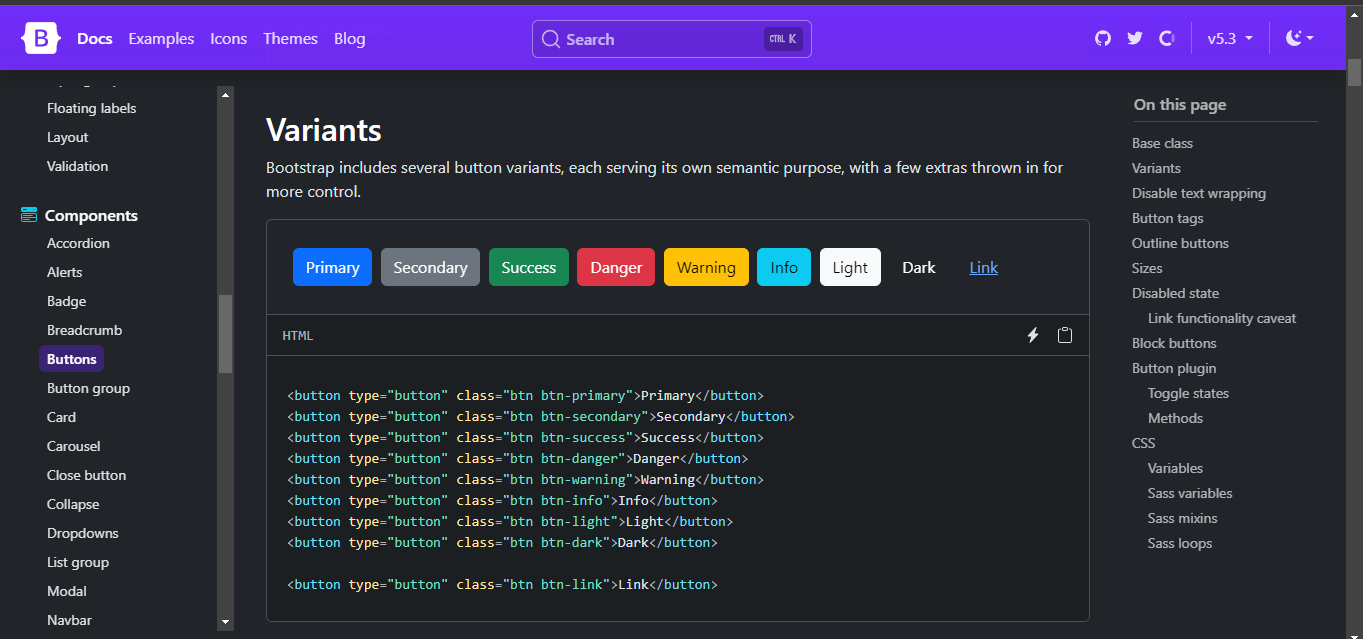 B Docs Examples Icons Themes Blog Search CTRL K v5.3
Floating labels
Layout
Validation
Components
Accordion
Alerts
Badge
Breadcrumb
Buttons
Button group
Card
Carousel
Close button
Collapse
Dropdowns
List group
Modal
Navbar
Variants
Bootstrap includes several button variants, each serving its own semantic purpose, with a few extras thrown in for
more control.
Primary Secondary Success Danger Warning Info Light Dark Link
HTML
<button type="button" class="btn btn-primary">Primary</button>
<button type="button" class="btn btn-secondary">Secondary</button>
<button type="button" class="btn btn-success">Success</button>
<button type="button" class="btn btn-danger">Danger</button>
<button type="button" class="btn btn-warning">Warning</button>
<button type="button" class="btn btn-info">Info</button>
<button type="button" class="btn btn-light">Light</button>
<button type="button" class="btn btn-dark">Dark</button>
<button type="button" class="btn btn-link">Link</button>
On this page
Base class
Variants
Disable text wrapping
Button tags
Outline buttons
Sizes
Disabled state
Link functionality caveat
Block buttons
Button plugin
Toggle states
Methods
CSS
Variables
Sass variables
Sass mixins
Sass loops